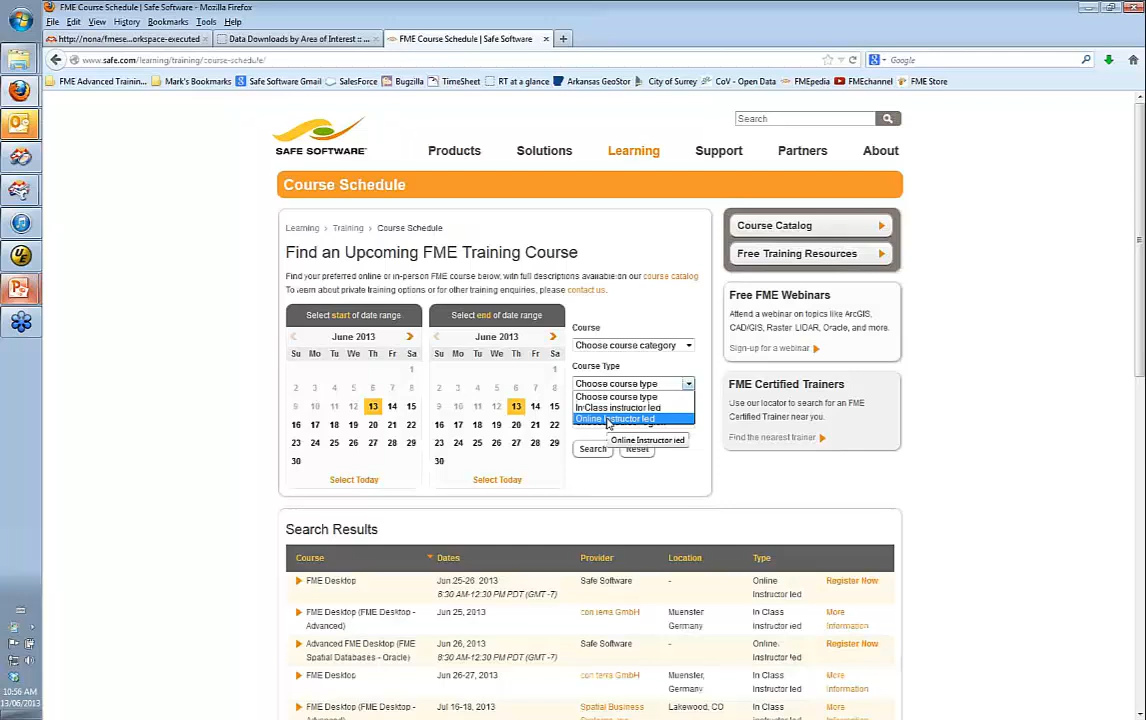 FME Course Schedule | Safe Software - Mozilla Firefox
File Edit View History Bookmarks Tools Help
http://nona/fmese...orkspace-executed
Data Downloads by Area of Interest :: ...
FME Course Schedule | Safe Software
www.safe.com/learning/training/course-schedule/
Google
FME Advanced Trainin... Mark's Bookmarks Safe Software Gmail SalesForce Bugzilla TimeSheet RT at a glance Arkansas GeoStor City of Surrey CoV - Open Data FMEpedia FMEchannel FME Store
SAFE SOFTWARE
Search
Products Solutions Learning Support Partners About
Course Schedule
Learning › Training › Course Schedule
Find an Upcoming FME Training Course
Find your preferred online or in-person FME course below, with full descriptions available on our course catalog
To learn about private training options or for other training enquiries, please contact us.
Select start of date range
June 2013
Su Mo Tu We Th Fr Sa
1
2 3 4 5 6 7 8
9 10 11 12 13 14 15
16 17 18 19 20 21 22
23 24 25 26 27 28 29
30
Select Today
Select end of date range
June 2013
Su Mo Tu We Th Fr Sa
1
2 3 4 5 6 7 8
9 10 11 12 13 14 15
16 17 18 19 20 21 22
23 24 25 26 27 28 29
30
Select Today
Course
Choose course category
Course Type
Choose course type
Choose course type
In Class instructor led
Online Instructor led
Online Instructor led
Search Reset
Course Catalog
Free Training Resources
Free FME Webinars
Attend a webinar on topics like ArcGIS,
CAD/GIS, Raster LIDAR, Oracle, and more.
Sign-up for a webinar
FME Certified Trainers
Use our locator to search for an FME
Certified Trainer near you.
Find the nearest trainer
Search Results
Course Dates Provider Location Type
FME Desktop Jun 25-26, 2013 Safe Software - Online Register Now
8:30 AM-12:30 PM PDT (GMT -7) Instructor led
FME Desktop (FME Desktop - Jun 25, 2013 con terra GmbH Muenster In Class More
Advanced) Germany Instructor led Information
Advanced FME Desktop (FME Jun 26, 2013 Safe Software - Online Register Now
Spatial Databases - Oracle) 8:30 AM-12:30 PM PDT (GMT -7) Instructor led
FME Desktop Jun 26-27, 2013 con terra GmbH Muenster, In Class More
Germany Instructor led Information
FME Desktop (FME Desktop - Jul 16-18, 2013 Spatial Business Lakewood, CO In Class More
10:56 AM
13/06/2013